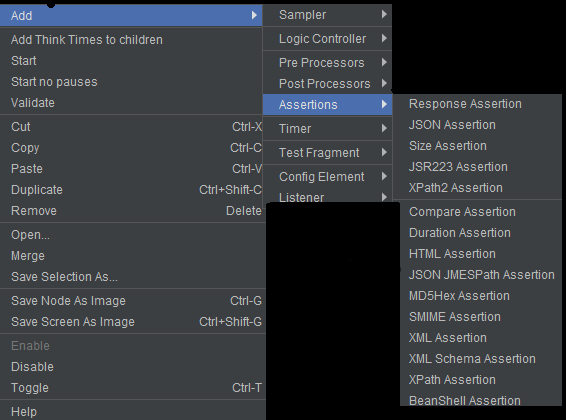 Add
Add Think Times to children
Start
Start no pauses
Validate
Cut Ctrl-X
Copy Ctrl-C
Paste Ctrl-V
Duplicate Ctrl+Shift-C
Remove Delete
Open...
Merge
Save Selection As...
Save Node As Image Ctrl-G
Save Screen As Image Ctrl+Shift-G
Enable
Disable
Toggle Ctrl-T
Help
Sampler
Logic Controller
Pre Processors
Post Processors
Assertions
Timer
Test Fragment
Config Element
Listener
Response Assertion
JSON Assertion
Size Assertion
JSR223 Assertion
XPath2 Assertion
Compare Assertion
Duration Assertion
HTML Assertion
JSON JMESPath Assertion
MD5Hex Assertion
SMIME Assertion
XML Assertion
XML Schema Assertion
XPath Assertion
BeanShell Assertion